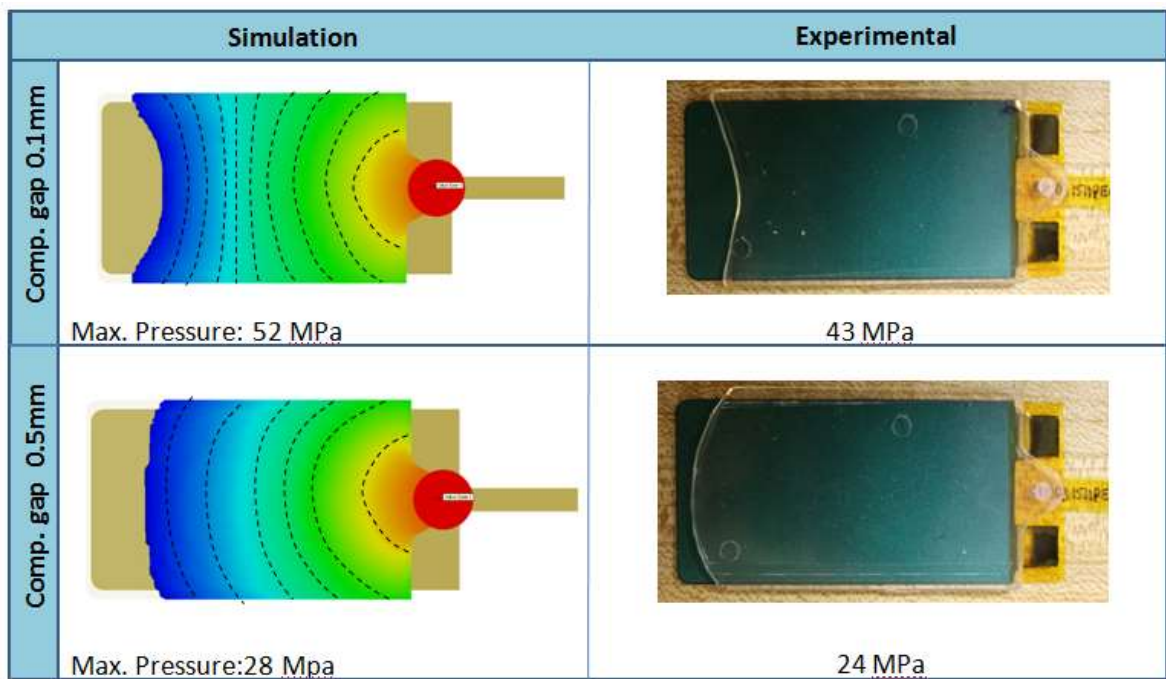 Simulation
Experimental
Comp. gap 0.1mm
Max. Pressure: 52 MPa
43 MPa
Comp. gap 0.5mm
Max. Pressure:28 Mpa
24 MPa